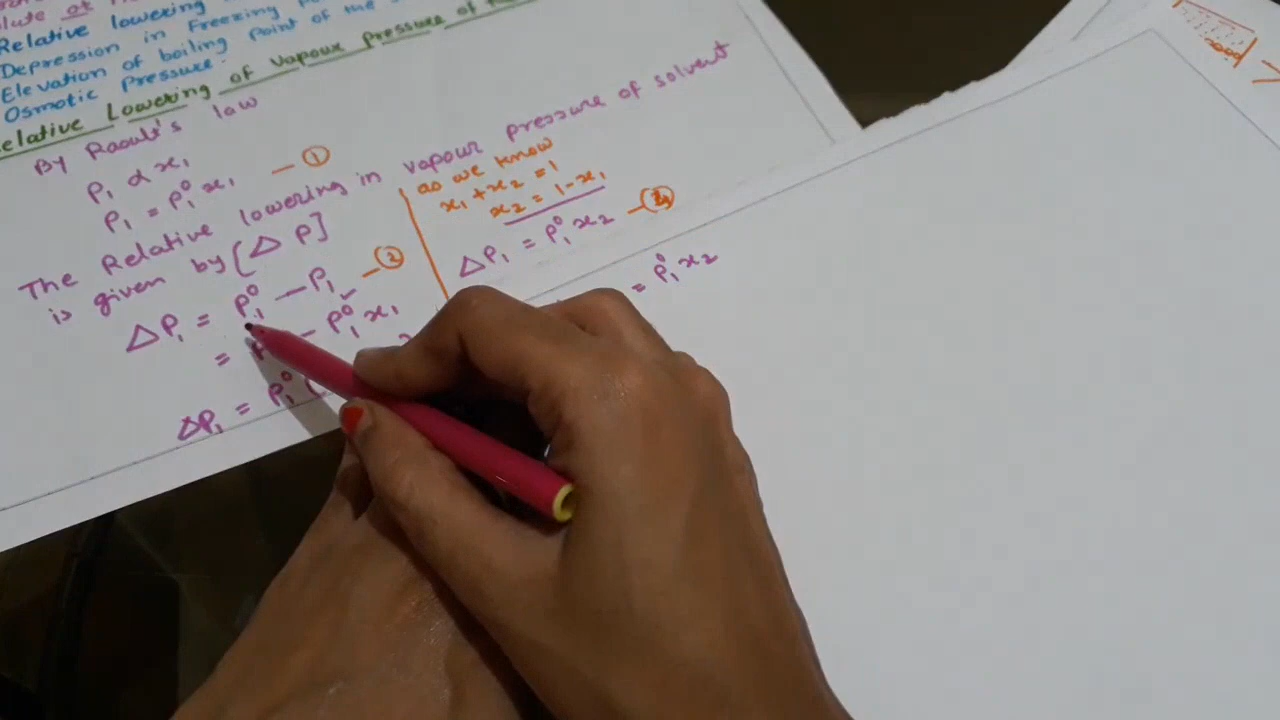 lute at
Relative lowering
Depression in Freezing
Elevation of boiling Point of the
Osmotic Pressure.
elative Lowering of vapour pressure of
By Raoult's law
P₁ α x₁
P₁ = P₁⁰ x₁ — ①
The Relative lowering in vapour pressure of solvent
is given by [Δ P]
ΔP₁ = P₁⁰ — P₁ — ②
= P – P₁⁰ x₁
ΔP₁ = P₁⁰ (
as we know
x₁ + x₂ = 1
x₂ = 1 – x₁
ΔP₁ = P₁⁰ x₂
= P₁⁰ x₂